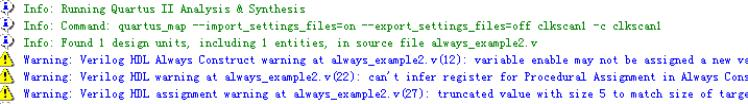 Info: Running Quartus II Analysis & Synthesis
Info: Command: quartus_map --import_settings_files=on --export_settings_files=off clkscan1 -c clkscan1
Info: Found 1 design units, including 1 entities, in source file always_example2.v
Warning: Verilog HDL Always Construct warning at always_example2.v(12): variable enable may not be assigned a new va
Warning: Verilog HDL warning at always_example2.v(22): can't infer register for Procedural Assignment in Always Cons
Warning: Verilog HDL assignment warning at always_example2.v(27): truncated value with size 5 to match size of targe